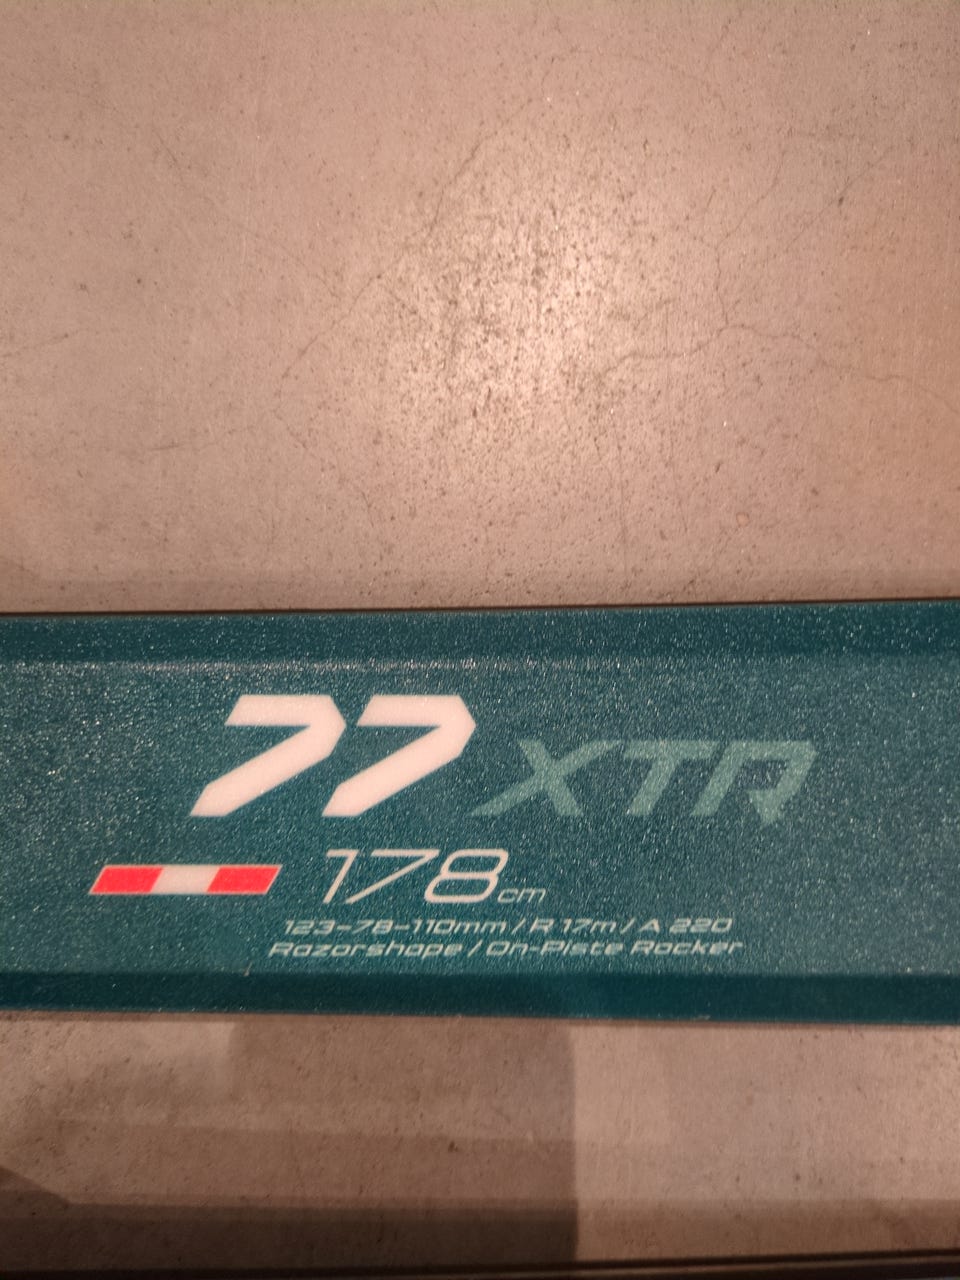 77 XTR
178cm
123-78-110mm / R 17m / A 220
Razorshape / On-Piste Rocker